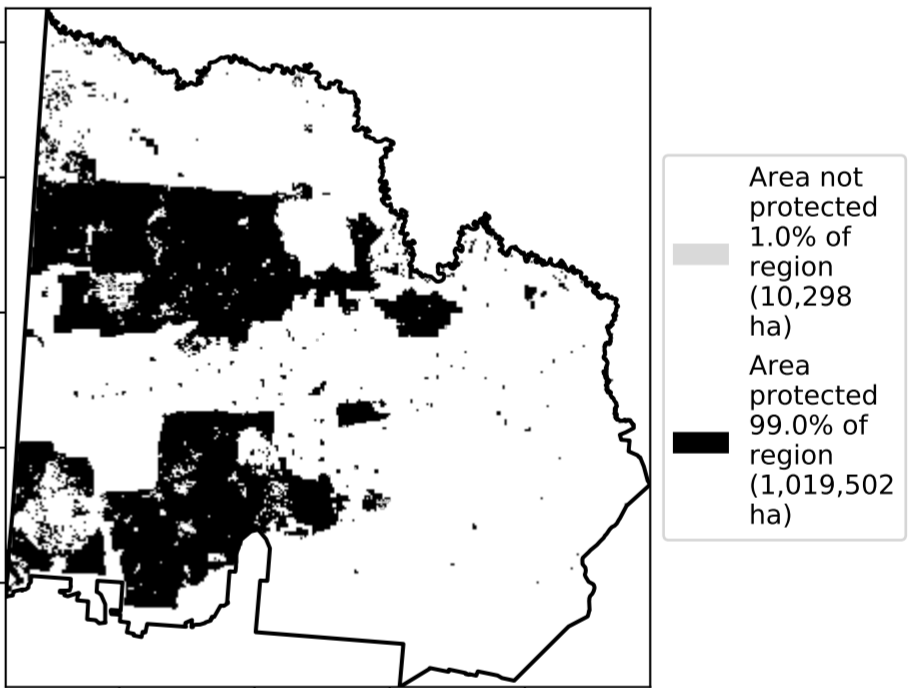 Area not
protected
1.0% of
region
(10,298
ha)
Area
protected
99.0% of
region
(1,019,502
ha)